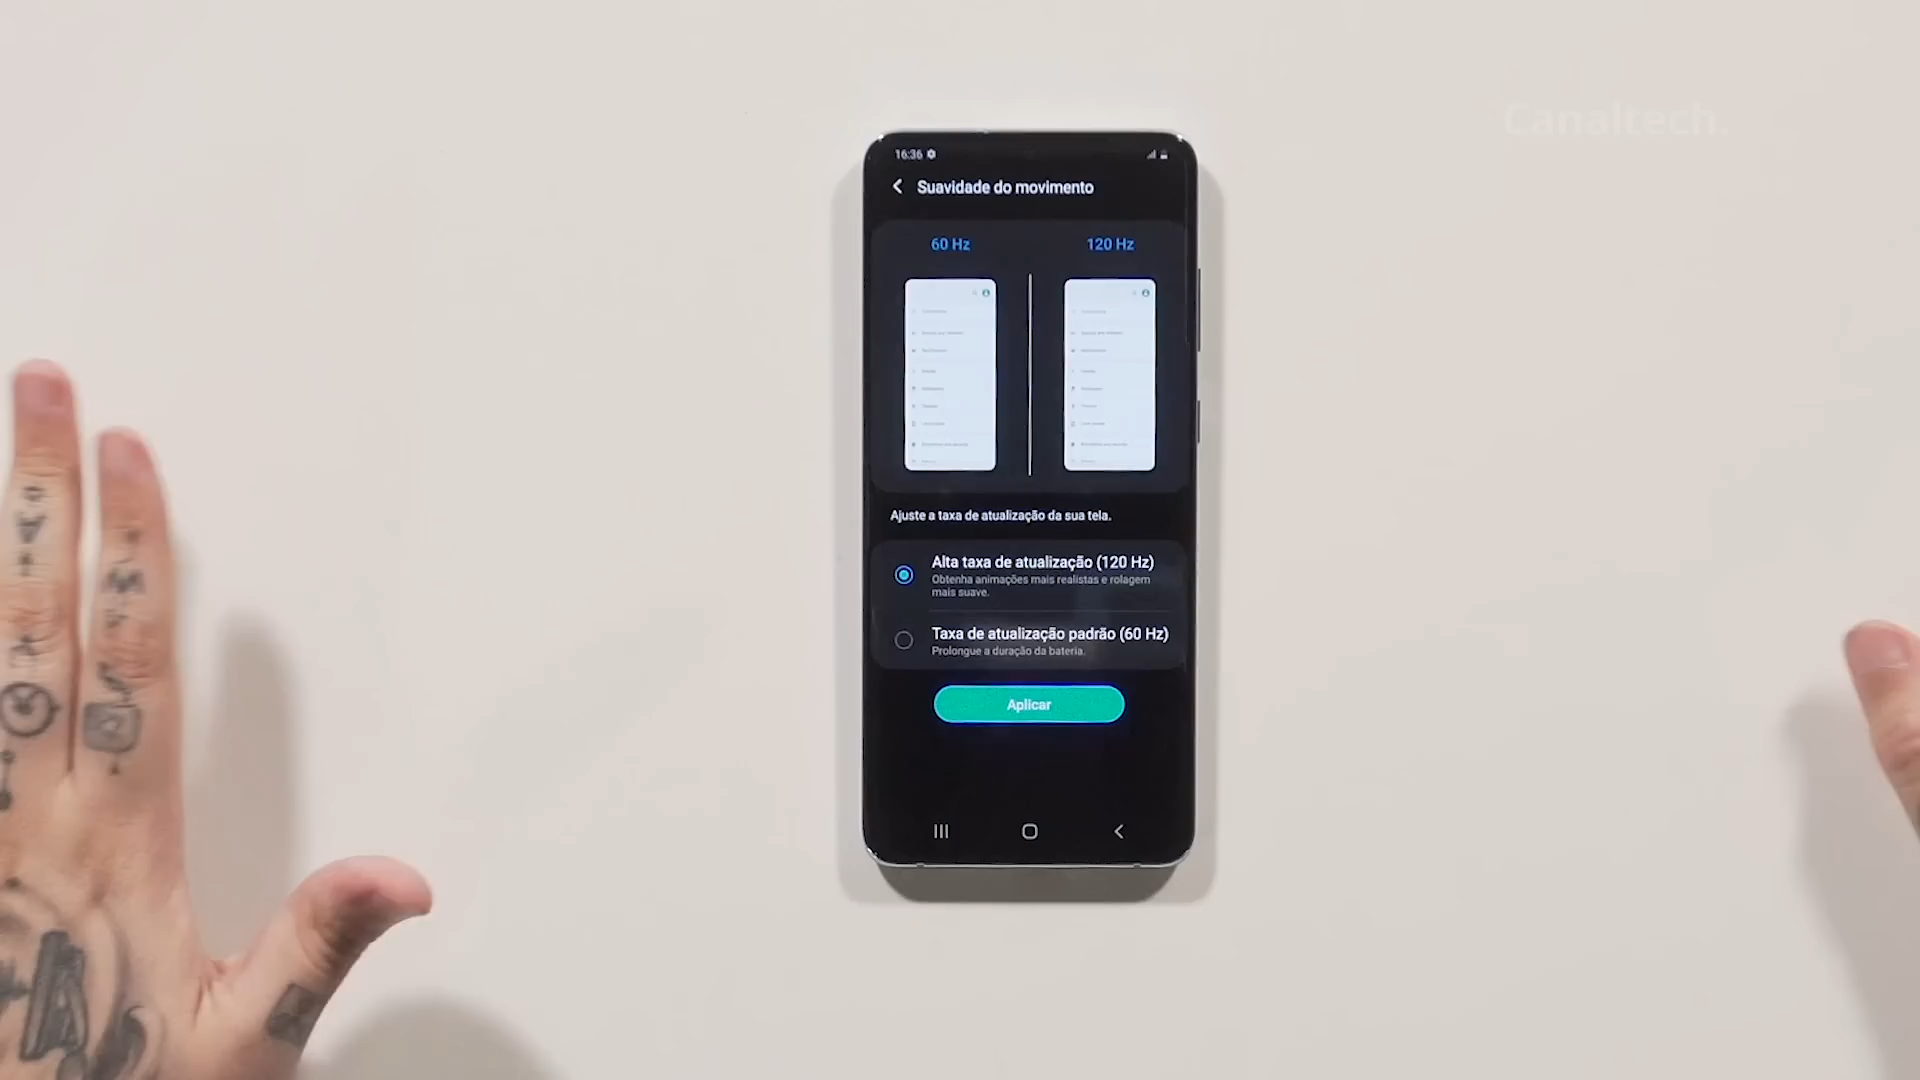 Canaltech.
16:36
Suavidade do movimento
60 Hz
120 Hz
Ajuste a taxa de atualização da sua tela.
Alta taxa de atualização (120 Hz)
Obtenha animações mais realistas e rolagem
mais suave.
Taxa de atualização padrão (60 Hz)
Prolongue a duração da bateria.
Aplicar